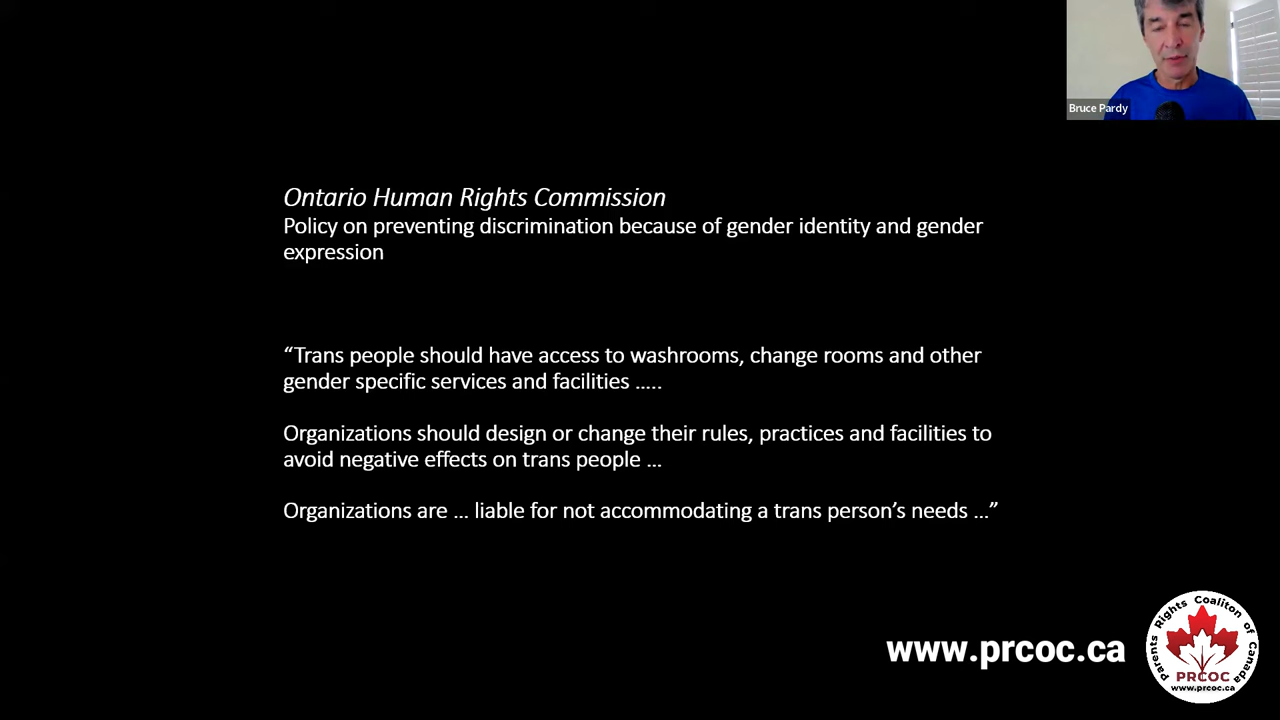 Bruce Pardy
Ontario Human Rights Commission
Policy on preventing discrimination because of gender identity and gender
expression
“Trans people should have access to washrooms, change rooms and other
gender specific services and facilities …..
Organizations should design or change their rules, practices and facilities to
avoid negative effects on trans people …
Organizations are … liable for not accommodating a trans person’s needs …”
www.prcoc.ca
Parents Rights Coaliton of Canada
PRCOC
www.prcoc.ca